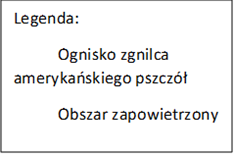 Legenda:
Ognisko zgnilca
amerykańskiego pszczół
Obszar zapowietrzony